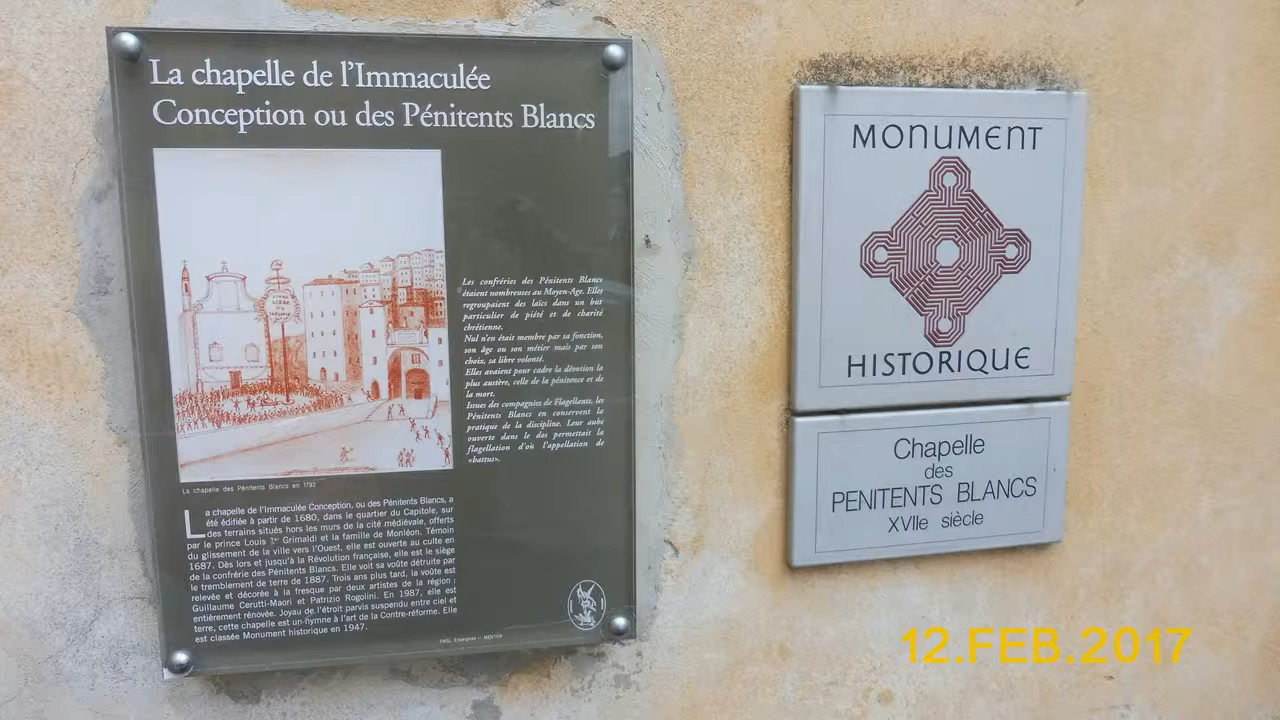 La chapelle de l'Immaculée
Conception ou des Pénitents Blancs
Les confréries des Pénitents Blancs
étaient nombreuses au Moyen-Age. Elles
regroupaient des laïcs dans un but
particulier de piété et de charité
chrétienne.
Nul n'en était membre par sa fonction,
son âge ou son métier mais par son
choix, sa libre volonté.
Elles avaient pour cadre la dévotion la
plus austère, celle de la pénitence et de
la mort.
Issues des compagnies de Flagellants, les
Pénitents Blancs en conservent la
pratique de la discipline. Leur aube
ouverte dans le dos permettait la
flagellation d'où l'appellation de
«battus».
La chapelle des Pénitents Blancs en 1792
La chapelle de l'Immaculée Conception, ou des Pénitents Blancs, a
été édifiée à partir de 1680, dans le quartier du Capitole, sur
des terrains situés hors les murs de la cité médiévale, offerts
par le prince Louis 1er Grimaldi et la famille de Monléon. Témoin
du glissement de la ville vers l'Ouest, elle est ouverte au culte en
1687. Dès lors et jusqu'à la Révolution française, elle est le siège
de la confrérie des Pénitents Blancs. Elle voit sa voûte détruite par
le tremblement de terre de 1887. Trois ans plus tard, la voûte est
relevée et décorée à la fresque par deux artistes de la région :
Guillaume Cerutti-Maori et Patrizio Rogolini. En 1987, elle est
entièrement rénovée. Joyau de l'étroit parvis suspendu entre ciel et
terre, cette chapelle est un hymne à l'art de la Contre-réforme. Elle
est classée Monument historique en 1947.
Enseignes - MENTON
MONUMENT
HISTORIQUE
Chapelle
des
PENITENTS BLANCS
XVIIe siècle
12.FEB.2017